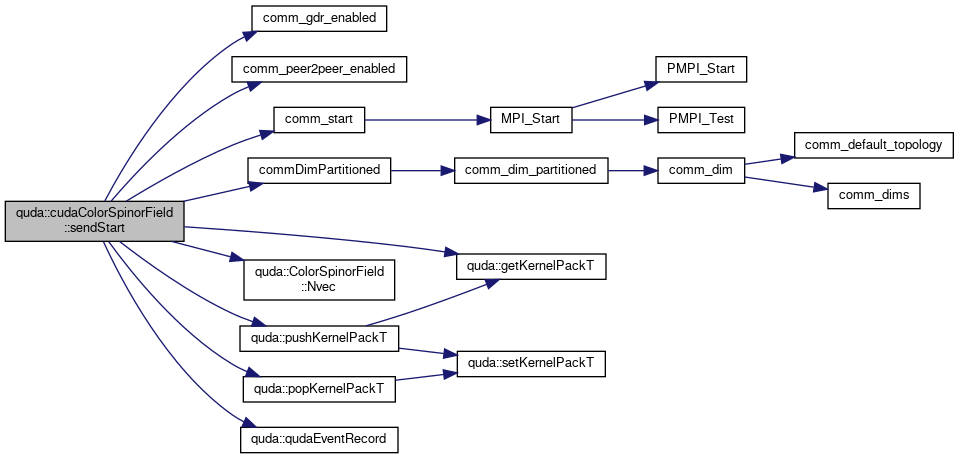 comm_gdr_enabled
comm_peer2peer_enabled
PMPI_Start
comm_start
MPI_Start
PMPI_Test
comm_default_topology
commDimPartitioned
comm_dim_partitioned
comm_dim
comm_dims
quda::cudaColorSpinorField
::sendStart
quda::getKernelPackT
quda::ColorSpinorField
::Nvec
quda::pushKernelPackT
quda::setKernelPackT
quda::popKernelPackT
quda::qudaEventRecord